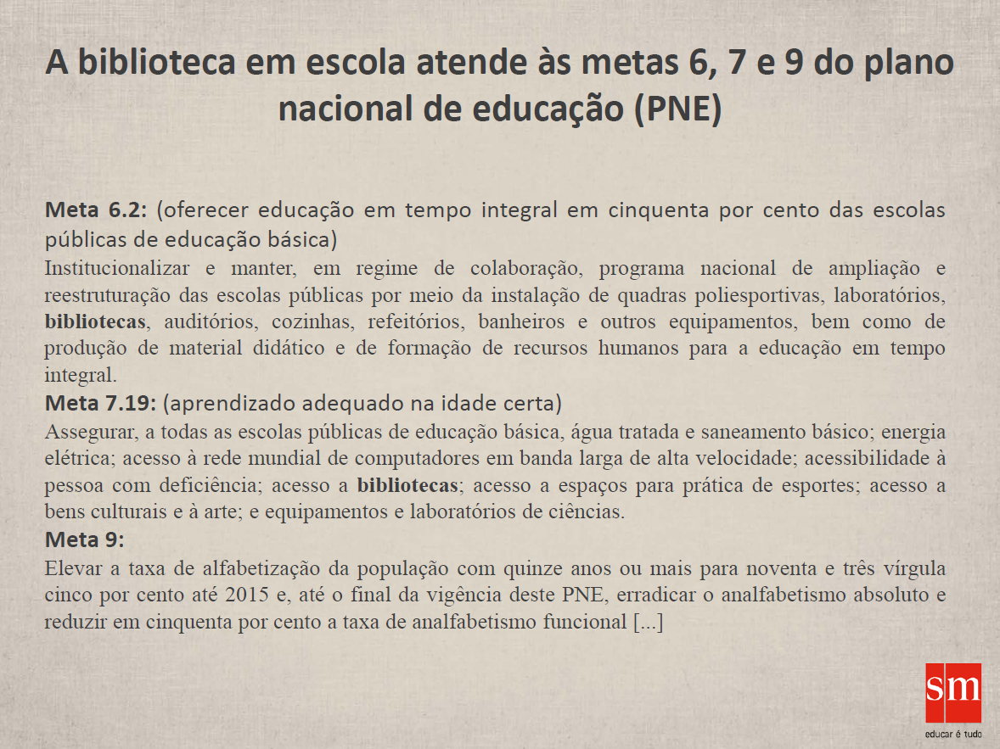 A biblioteca em escola atende às metas 6, 7 e 9 do plano
nacional de educação (PNE)
Meta 6.2: (oferecer educação em tempo integral em cinquenta por cento das escolas
públicas de educação básica)
Institucionalizar e manter, em regime de colaboração, programa nacional de ampliação e
reestruturação das escolas públicas por meio da instalação de quadras poliesportivas, laboratórios,
bibliotecas, auditórios, cozinhas, refeitórios, banheiros e outros equipamentos, bem como de
produção de material didático e de formação de recursos humanos para a educação em tempo
integral.
Meta 7.19: (aprendizado adequado na idade certa)
Assegurar, a todas as escolas públicas de educação básica, água tratada e saneamento básico; energia
elétrica; acesso à rede mundial de computadores em banda larga de alta velocidade; acessibilidade à
pessoa com deficiência; acesso a bibliotecas; acesso a espaços para prática de esportes; acesso a
bens culturais e à arte; e equipamentos e laboratórios de ciências.
Meta 9:
Elevar a taxa de alfabetização da população com quinze anos ou mais para noventa e três vírgula
cinco por cento até 2015 e, até o final da vigência deste PNE, erradicar o analfabetismo absoluto e
reduzir em cinquenta por cento a taxa de analfabetismo funcional [...]
sm
educar é tudo